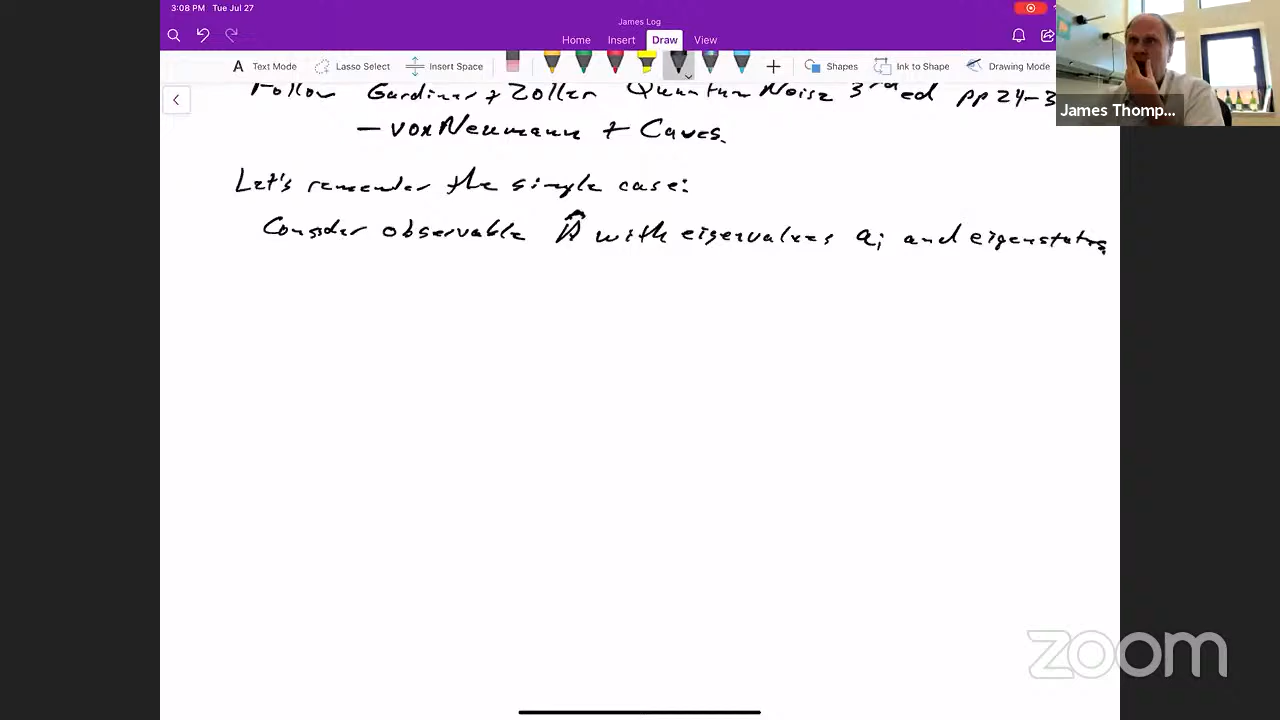 3:08 PM Tue Jul 27
James Log
Home Insert Draw View
Text Mode Lasso Select Insert Space Shapes Ink to Shape Drawing Mode
James Thomp...
Follow Gardiner + Zoller Quantum Noise 3rd ed pp 24-3
- von Neumann + Caves.
Let's remember the simple case:
Consider observable Â with eigenvalues ai and eigenstates
zoom